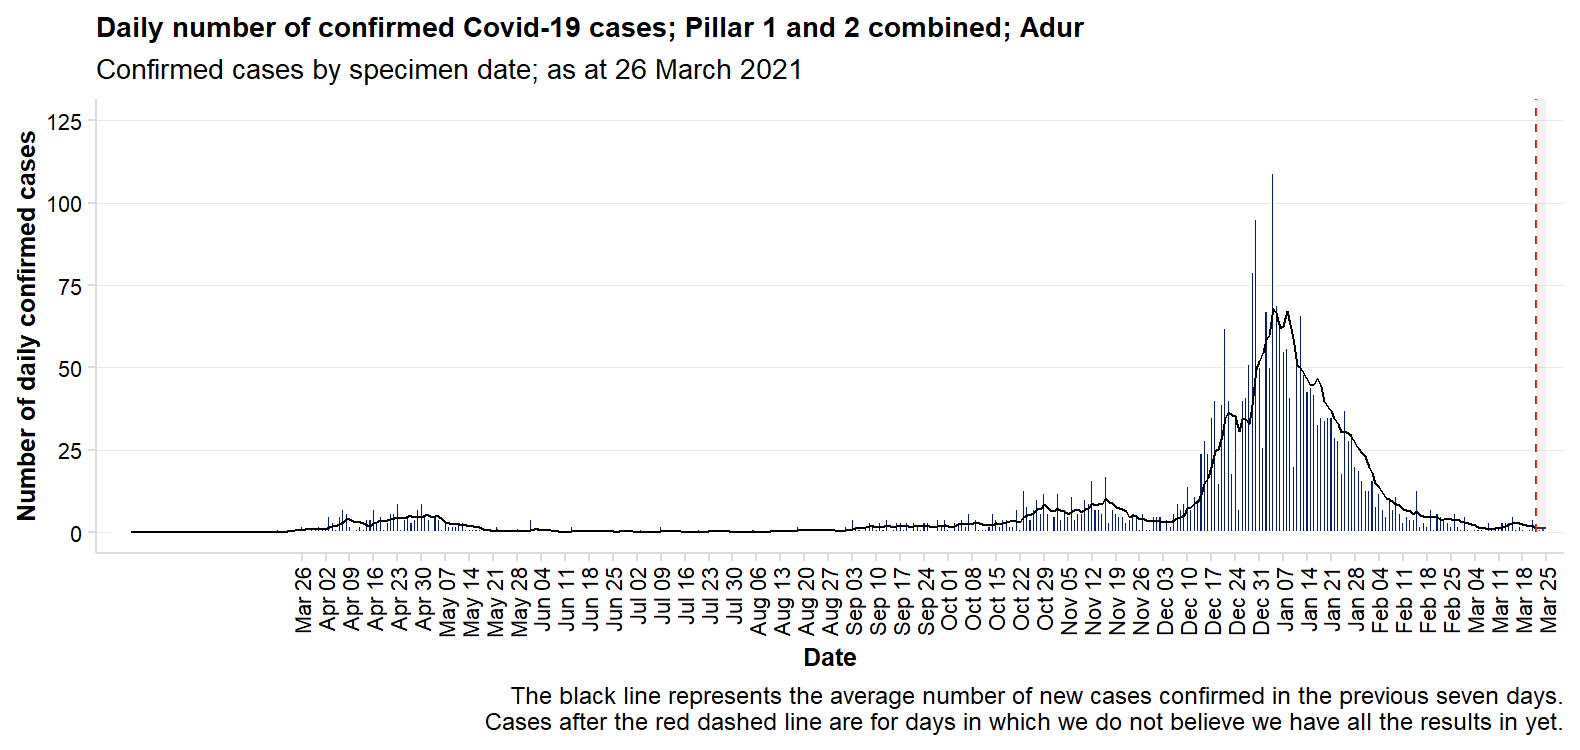 Daily number of confirmed Covid-19 cases; Pillar 1 and 2 combined; Adur
Confirmed cases by specimen date; as at 26 March 2021
Number of daily confirmed cases
125
100
75
50
25
0
Mar 26
Apr 02
Apr 09
Apr 16
Apr 23
Apr 30
May 07
May 14
May 21
May 28
Jun 04
Jun 11
Jun 18
Jun 25
Jul 02
Jul 09
Jul 16
Jul 23
Jul 30
Aug 06
Aug 13
Aug 20
Aug 27
Sep 03
Sep 10
Sep 17
Sep 24
Oct 01
Oct 08
Oct 15
Oct 22
Oct 29
Nov 05
Nov 12
Nov 19
Nov 26
Dec 03
Dec 10
Dec 17
Dec 24
Dec 31
Jan 07
Jan 14
Jan 21
Jan 28
Feb 04
Feb 11
Feb 18
Feb 25
Mar 04
Mar 11
Mar 18
Mar 25
Date
The black line represents the average number of new cases confirmed in the previous seven days.
Cases after the red dashed line are for days in which we do not believe we have all the results in yet.